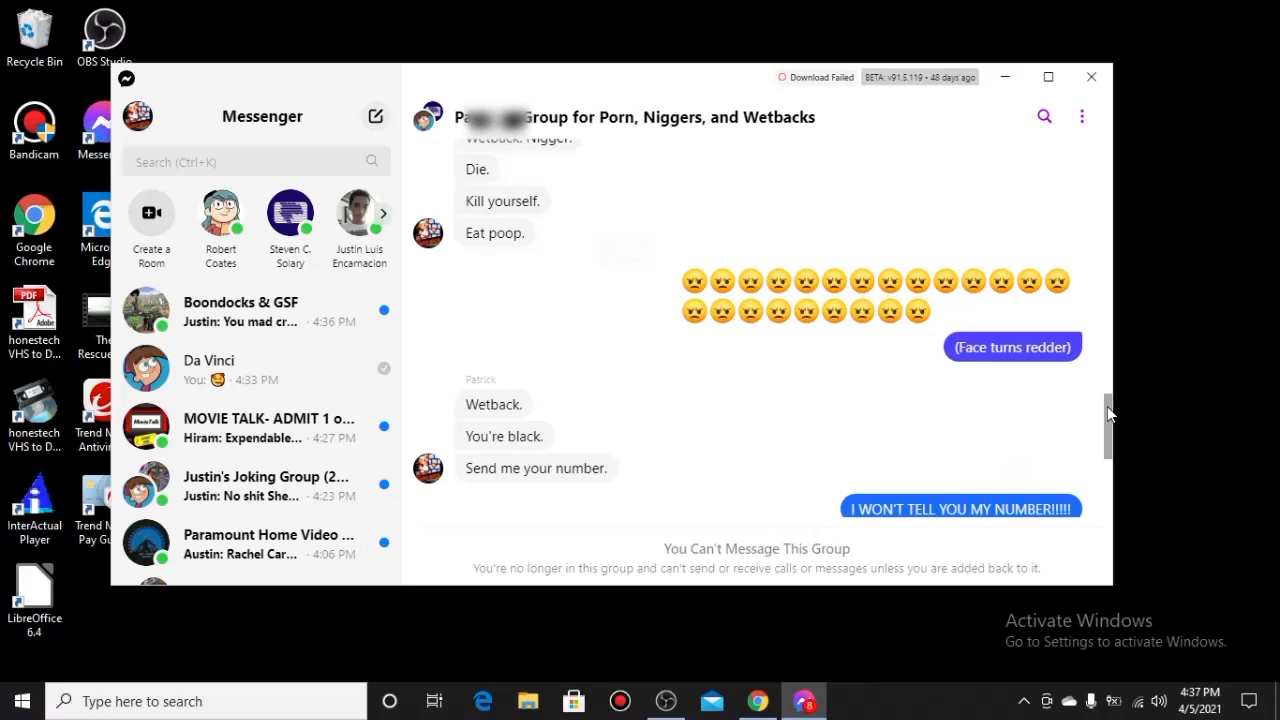 Recycle Bin
OBS Studio
Bandicam
Messen
Google
Chrome
Micros
Edg
honestech
VHS to D...
The
Rescue
honestech
VHS to D...
Trend M
Antiviru
InterActual
Player
Trend M
Pay Gu
LibreOffice
6.4
Download Failed
BETA: v91.5.119 • 48 days ago
Messenger
Search (Ctrl+K)
Create a
Room
Robert
Coates
Steven C.
Solary
Justin Luis
Encarnacion
Boondocks & GSF
Justin: You mad cr... · 4:36 PM
Da Vinci
You: 🥰 · 4:33 PM
MOVIE TALK- ADMIT 1 o...
Hiram: Expendable... · 4:27 PM
Justin's Joking Group (2...
Justin: No shit She... · 4:23 PM
Paramount Home Video ...
Austin: Rachel Car... · 4:06 PM
Group for Porn, Niggers, and Wetbacks
Wetback. Nigger.
Die.
Kill yourself.
Eat poop.
😠😠😠😠😠😠😠😠😠😠😠😠😠😠
😠😠😠😠😠😠😠😠😠
(Face turns redder)
Patrick
Wetback.
You're black.
Send me your number.
I WON'T TELL YOU MY NUMBER!!!!!
You Can't Message This Group
You're no longer in this group and can't send or receive calls or messages unless you are added back to it.
Activate Windows
Go to Settings to activate Windows.
Type here to search
8
4:37 PM
4/5/2021